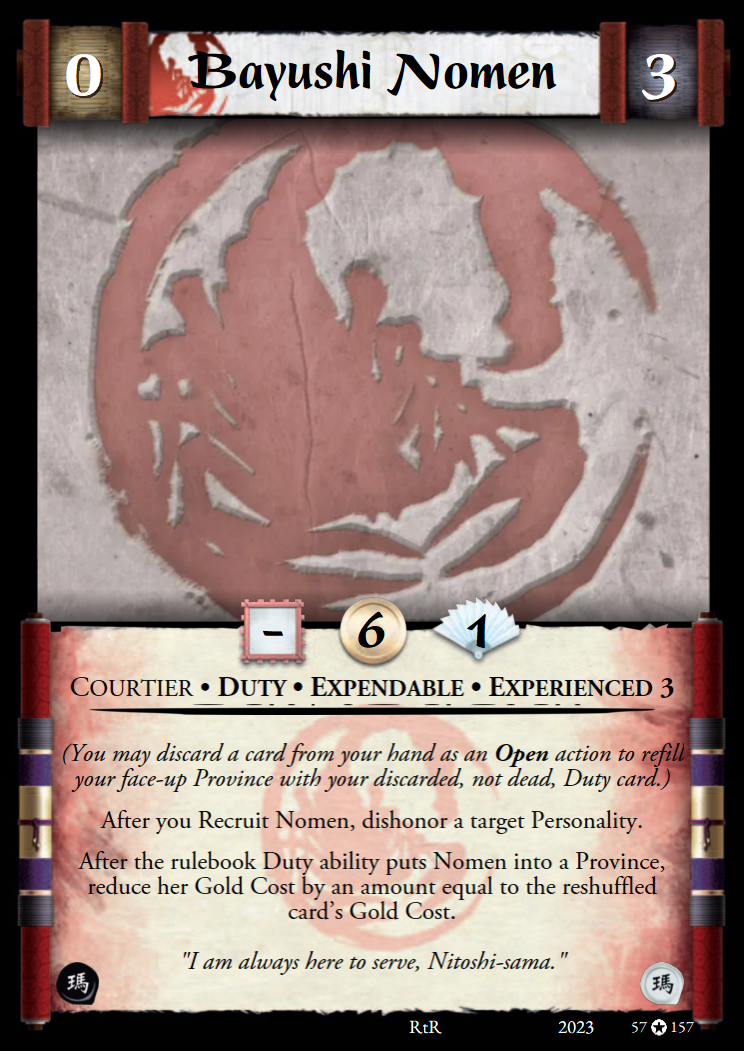 0
Bayushi Nomen
3
-
6
1
Courtier • Duty • Expendable • Experienced 3
(You may discard a card from your hand as an Open action to refill
your face-up Province with your discarded, not dead, Duty card.)
After you Recruit Nomen, dishonor a target Personality.
After the rulebook Duty ability puts Nomen into a Province,
reduce her Gold Cost by an amount equal to the reshuffled
card's Gold Cost.
"I am always here to serve, Nitoshi-sama."
瑪
瑪
RtR 2023 57 ✪ 157